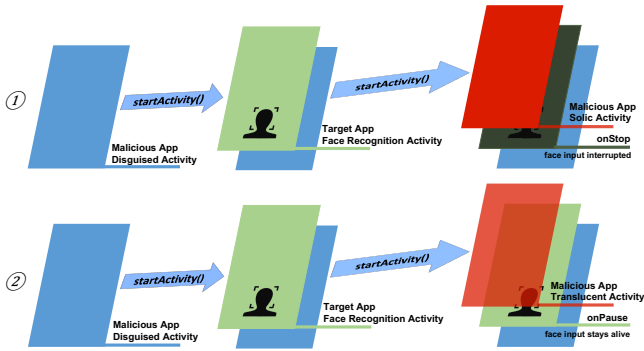 ①
startActivity()
startActivity()
Malicious App
Disguised Activity
Target App
Face Recognition Activity
Malicious App
Solic Activity
onStop
face input interrupted
②
startActivity()
startActivity()
Malicious App
Disguised Activity
Target App
Face Recognition Activity
Malicious App
Translucent Activity
onPause
face input stays alive